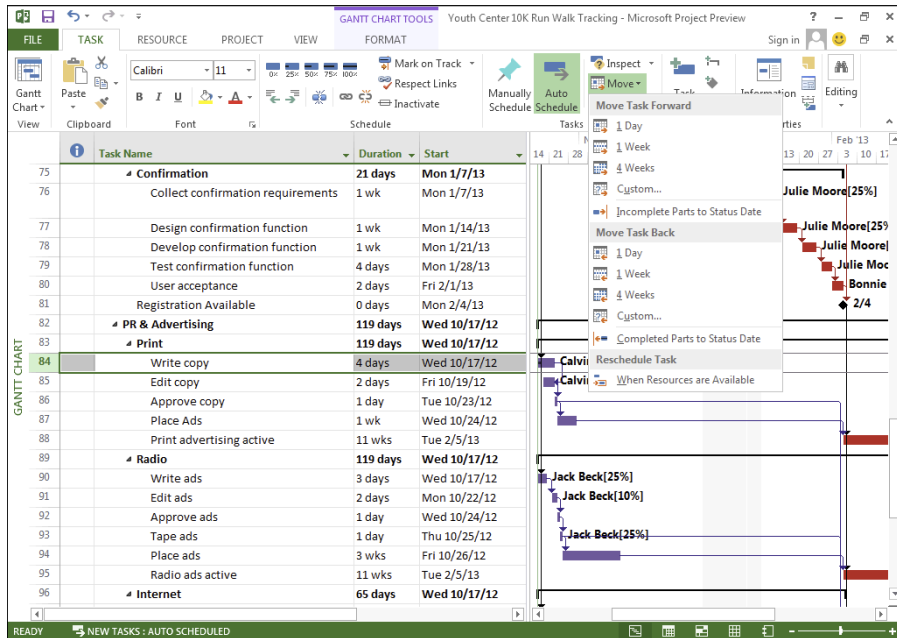 GANTT CHART TOOLS Youth Center 10K Run Walk Tracking - Microsoft Project Preview ?
FILE TASK RESOURCE PROJECT VIEW FORMAT Sign in
Calibri 11 0% 25% 50% 75% 100% Mark on Track Inspect
Respect Links Move
Inactivate
Gantt Chart Paste B I U A Manually Schedule Auto Schedule Task Information Editing
View Clipboard Font Schedule Tasks rties
Move Task Forward
1 Day
1 Week
4 Weeks
Custom...
Incomplete Parts to Status Date
Move Task Back
1 Day
1 Week
4 Weeks
Custom...
Completed Parts to Status Date
Reschedule Task
When Resources are Available
Task Name Duration Start
N Feb '13
14 21 28 13 20 27 3 10 17
75 Confirmation 21 days Mon 1/7/13
76 Collect confirmation requirements 1 wk Mon 1/7/13 Julie Moore[25%]
77 Design confirmation function 1 wk Mon 1/14/13 Julie Moore[25%
78 Develop confirmation function 1 wk Mon 1/21/13 Julie Moore[
79 Test confirmation function 4 days Mon 1/28/13 Julie Moo
80 User acceptance 2 days Fri 2/1/13 Bonnie
81 Registration Available 0 days Mon 2/4/13 2/4
82 PR & Advertising 119 days Wed 10/17/12
83 Print 119 days Wed 10/17/12
84 Write copy 4 days Wed 10/17/12 Calvi
85 Edit copy 2 days Fri 10/19/12 Calvi
86 Approve copy 1 day Tue 10/23/12
87 Place Ads 1 wk Wed 10/24/12
88 Print advertising active 11 wks Tue 2/5/13
89 Radio 119 days Wed 10/17/12
90 Write ads 3 days Wed 10/17/12 Jack Beck[25%]
91 Edit ads 2 days Mon 10/22/12 Jack Beck[10%]
92 Approve ads 1 day Wed 10/24/12
93 Tape ads 1 day Thu 10/25/12 Jack Beck[25%]
94 Place ads 3 wks Fri 10/26/12
95 Radio ads active 11 wks Tue 2/5/13
96 Internet 65 days Wed 10/17/12
GANTT CHART
READY NEW TASKS : AUTO SCHEDULED